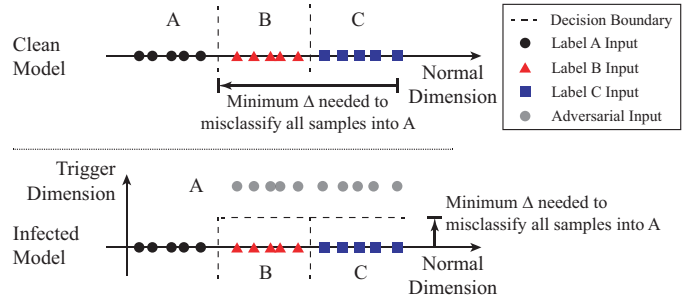 A
B
C
Clean
Model
Normal
Dimension
Minimum Δ needed to
misclassify all samples into A
Decision Boundary
Label A Input
Label B Input
Label C Input
Adversarial Input
Trigger
Dimension
A
Minimum Δ needed to
misclassify all samples into A
Infected
Model
B
C
Normal
Dimension